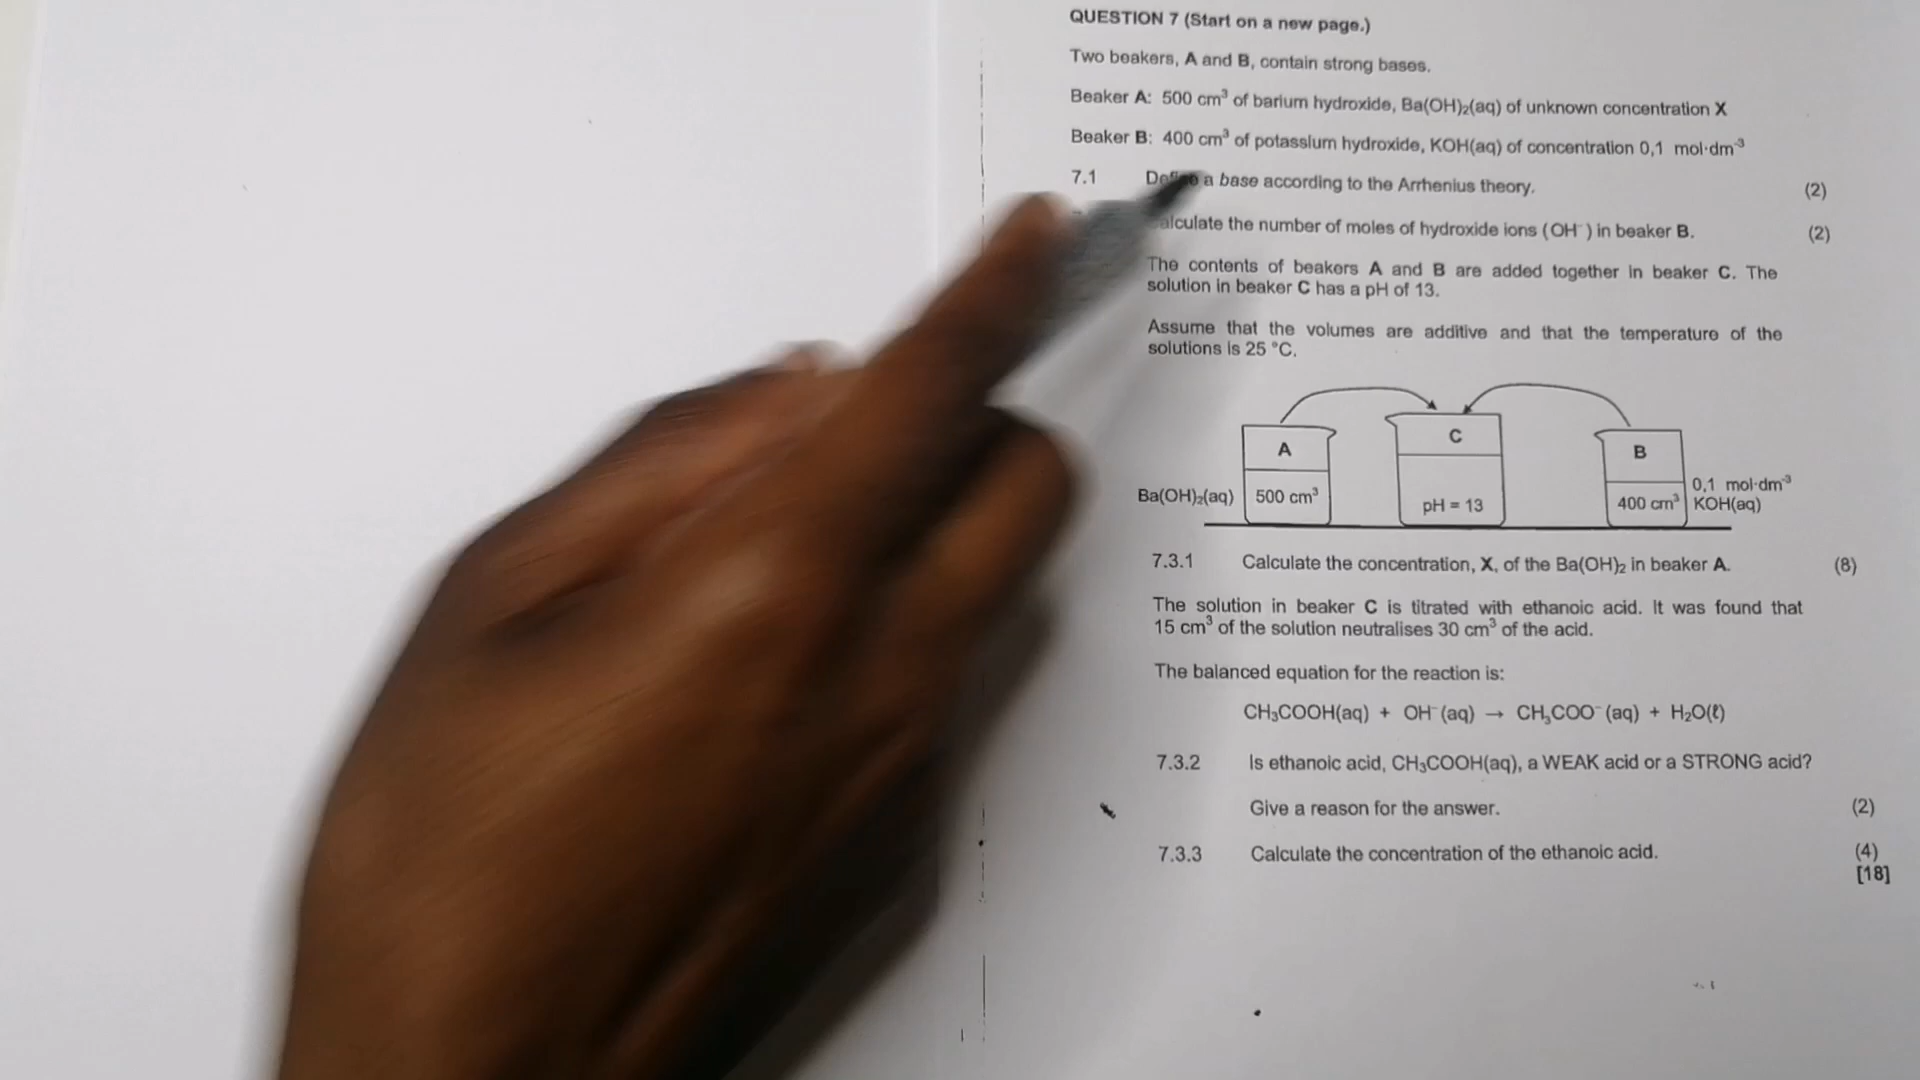 QUESTION 7 (Start on a new page.)
Two beakers, A and B, contain strong bases.
Beaker A: 500 cm³ of barium hydroxide, Ba(OH)₂(aq) of unknown concentration X
Beaker B: 400 cm³ of potassium hydroxide, KOH(aq) of concentration 0,1 mol·dm⁻³
7.1 Define a base according to the Arrhenius theory. (2)
alculate the number of moles of hydroxide ions (OH⁻) in beaker B. (2)
The contents of beakers A and B are added together in beaker C. The
solution in beaker C has a pH of 13.
Assume that the volumes are additive and that the temperature of the
solutions is 25 °C.
A
C
B
Ba(OH)₂(aq)
500 cm³
pH = 13
400 cm³
0,1 mol·dm⁻³
KOH(aq)
7.3.1 Calculate the concentration, X, of the Ba(OH)₂ in beaker A. (8)
The solution in beaker C is titrated with ethanoic acid. It was found that
15 cm³ of the solution neutralises 30 cm³ of the acid.
The balanced equation for the reaction is:
CH₃COOH(aq) + OH⁻(aq) → CH₃COO⁻(aq) + H₂O(ℓ)
7.3.2 Is ethanoic acid, CH₃COOH(aq), a WEAK acid or a STRONG acid?
Give a reason for the answer. (2)
7.3.3 Calculate the concentration of the ethanoic acid. (4)
[18]